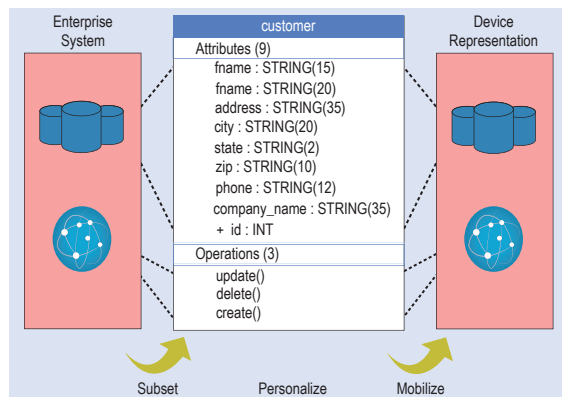 Enterprise
System
customer
Device
Representation
Attributes (9)
fname : STRING(15)
fname : STRING(20)
address : STRING(35)
city : STRING(20)
state : STRING(2)
zip : STRING(10)
phone : STRING(12)
company_name : STRING(35)
+ id : INT
Operations (3)
update()
delete()
create()
Subset
Personalize
Mobilize